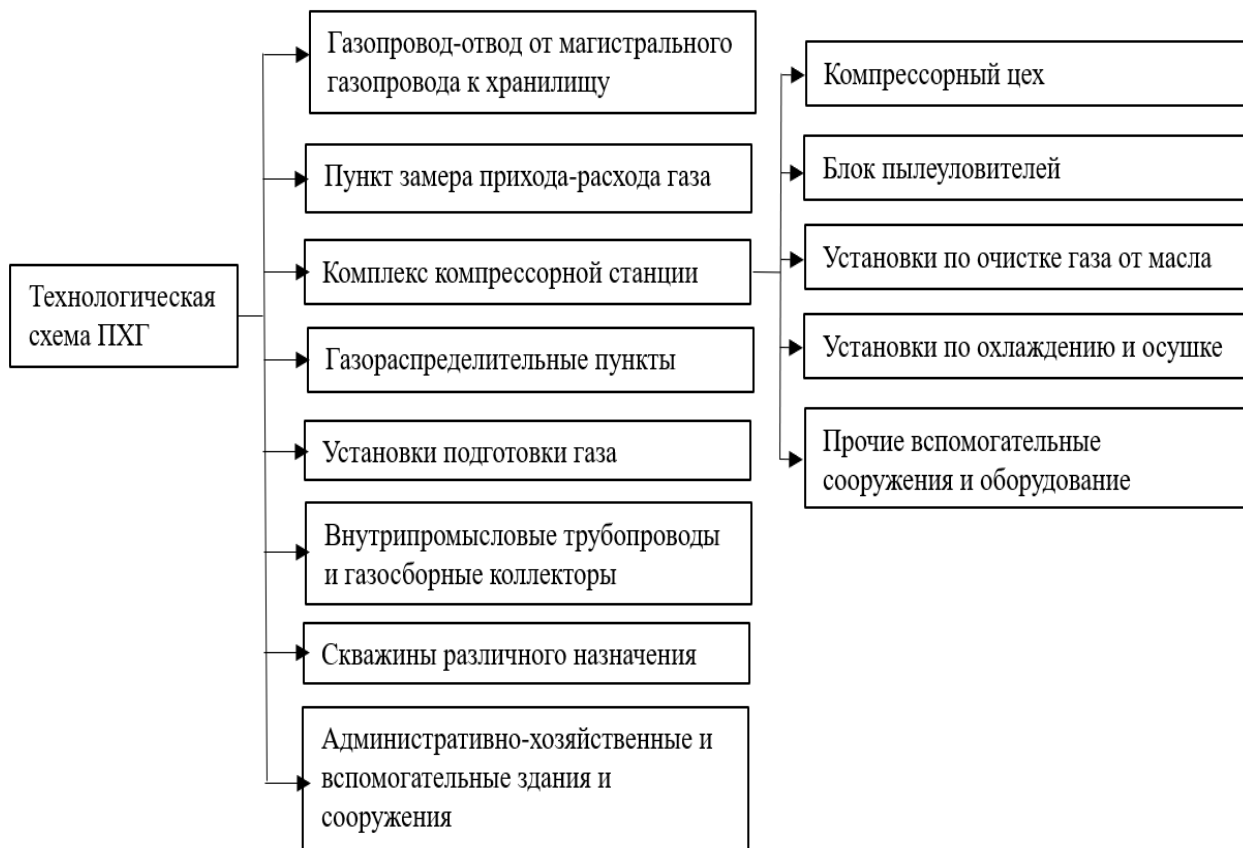 Технологическая
схема ПХГ
Газопровод-отвод от магистрального
газопровода к хранилищу
Пункт замера прихода-расхода газа
Комплекс компрессорной станции
Газораспределительные пункты
Установки подготовки газа
Внутрипромысловые трубопроводы
и газосборные коллекторы
Скважины различного назначения
Административно-хозяйственные и
вспомогательные здания и
сооружения
Компрессорный цех
Блок пылеуловителей
Установки по очистке газа от масла
Установки по охлаждению и осушке
Прочие вспомогательные
сооружения и оборудование